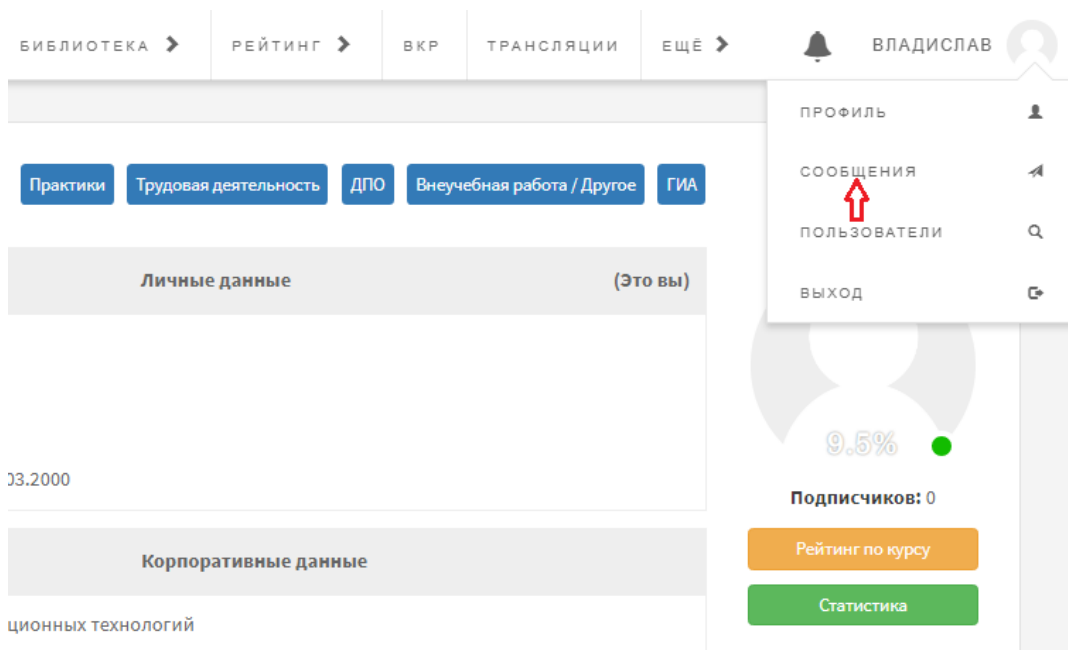 БИБЛИОТЕКА РЕЙТИНГ ВКР ТРАНСЛЯЦИИ ЕЩЁ ВЛАДИСЛАВ
ПРОФИЛЬ
СООБЩЕНИЯ
ПОЛЬЗОВАТЕЛИ
ВЫХОД
Практики Трудовая деятельность ДПО Внеучебная работа / Другое ГИА
Личные данные (Это вы)
03.2000
9.5%
Подписчиков: 0
Рейтинг по курсу
Статистика
Корпоративные данные
ционных технологий